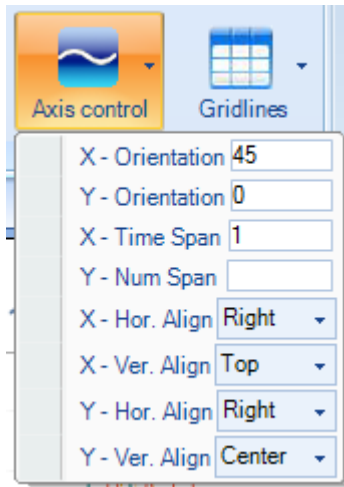 Axis control Gridlines
X - Orientation 45
Y - Orientation 0
X - Time Span 1
Y - Num Span
X - Hor. Align Right
X - Ver. Align Top
Y - Hor. Align Right
Y - Ver. Align Center